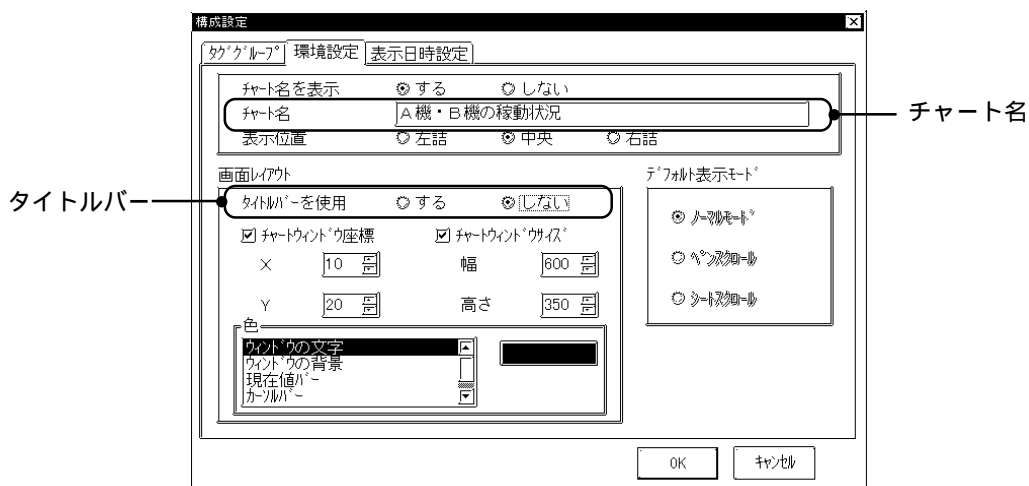 構成設定
タググループ 環境設定 表示日時設定
チャート名を表示 する しない
チャート名 A機・B機の稼動状況 チャート名
表示位置 左詰 中央 右詰
画面レイアウト デフォルト表示モード
タイトルバー タイトルバーを使用 する しない
ノーマルモード
チャートウィンドウ座標 チャートウィンドウサイズ
X 10 幅 600 ペンスクロール
Y 20 高さ 350 シートスクロール
色
ウィンドウの文字
ウィンドウの背景
現在値バー
カーソルバー
OK キャンセル